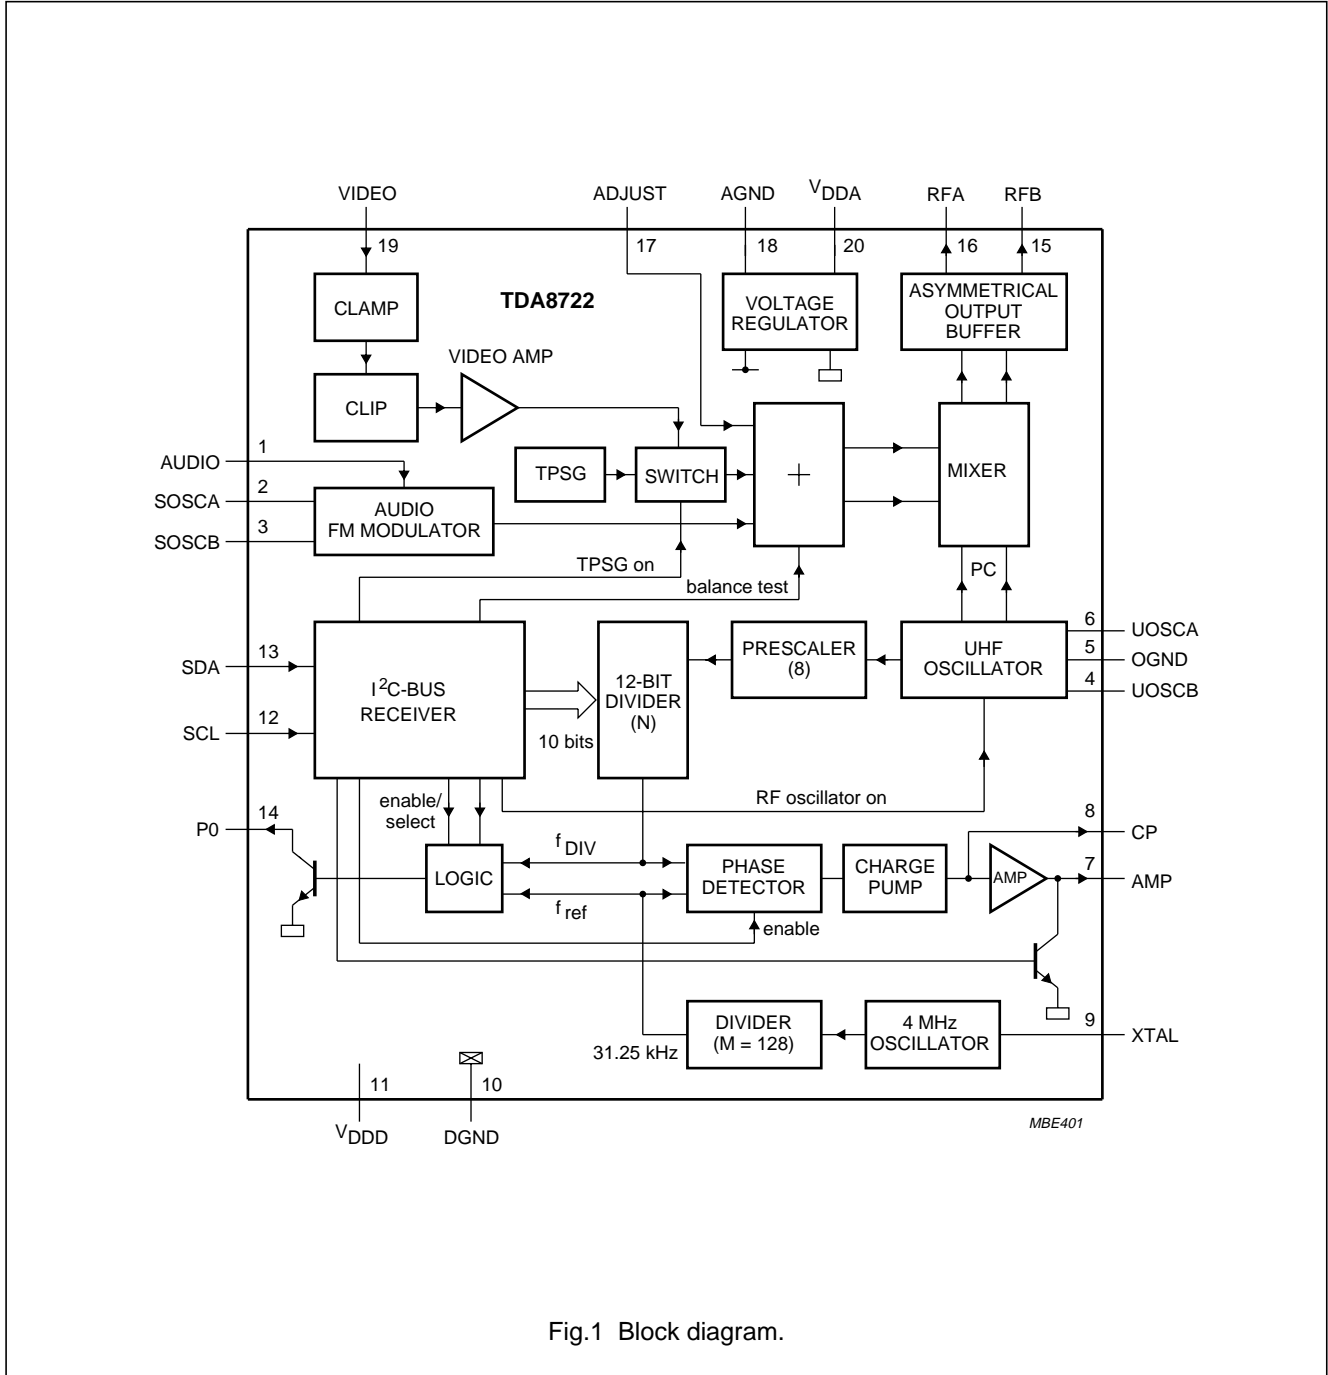 VIDEO
ADJUST
AGND
VDDA
RFA
RFB
19
17
18
20
16
15
CLAMP
TDA8722
VOLTAGE
REGULATOR
ASYMMETRICAL
OUTPUT
BUFFER
VIDEO AMP
CLIP
AUDIO
1
SOSCA
2
SOSCB
3
AUDIO
FM MODULATOR
TPSG
SWITCH
+
MIXER
TPSG on
balance test
PC
SDA
13
SCL
12
I2C-BUS
RECEIVER
10 bits
12-BIT
DIVIDER
(N)
PRESCALER
(8)
UHF
OSCILLATOR
6
UOSCA
5
OGND
4
UOSCB
enable/
select
RF oscillator on
P0
14
LOGIC
f DIV
f ref
PHASE
DETECTOR
enable
CHARGE
PUMP
AMP
8
CP
7
AMP
31.25 kHz
DIVIDER
(M = 128)
4 MHz
OSCILLATOR
9
XTAL
11
VDDD
10
DGND
MBE401
Fig.1 Block diagram.